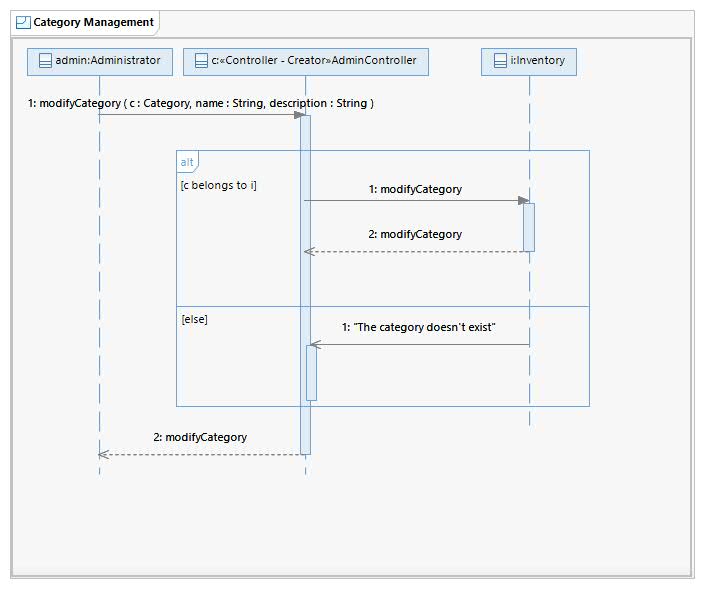 Category Management
admin:Administrator
c:«Controller - Creator»AdminController
i:Inventory
1: modifyCategory ( c : Category, name : String, description : String )
alt
[c belongs to i]
1: modifyCategory
2: modifyCategory
[else]
1: "The category doesn't exist"
2: modifyCategory